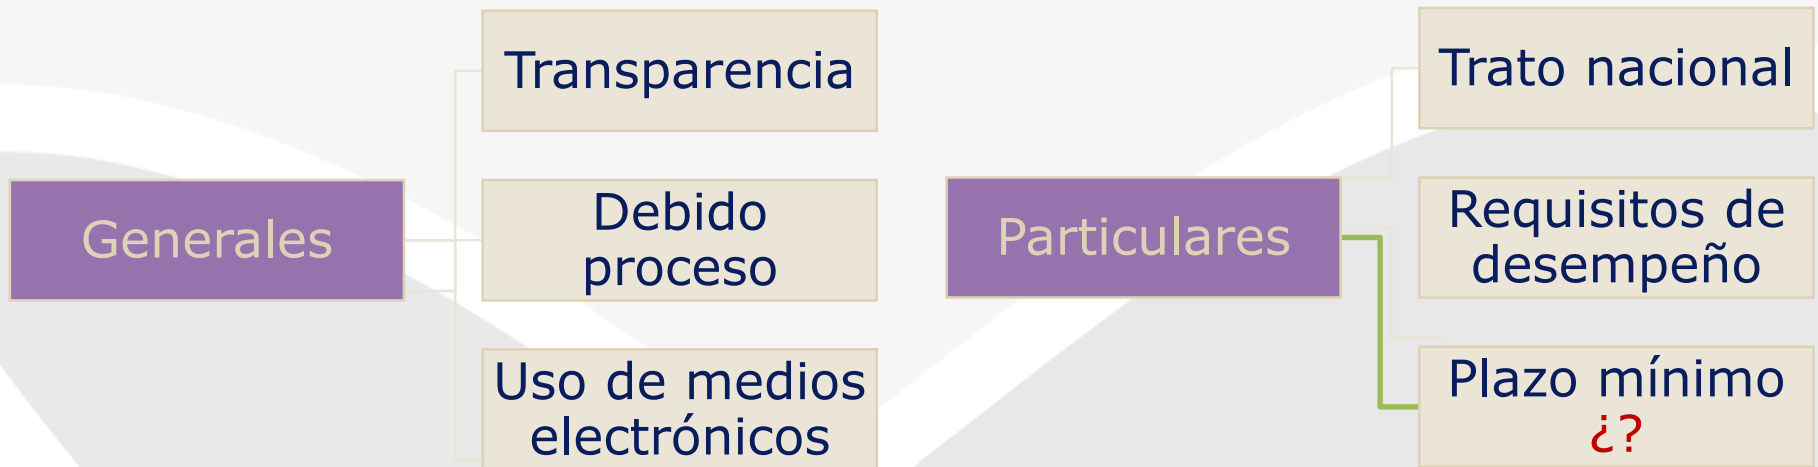 Generales
Transparencia
Debido
proceso
Uso de medios
electrónicos
Particulares
Trato nacional
Requisitos de
desempeño
Plazo mínimo
¿?